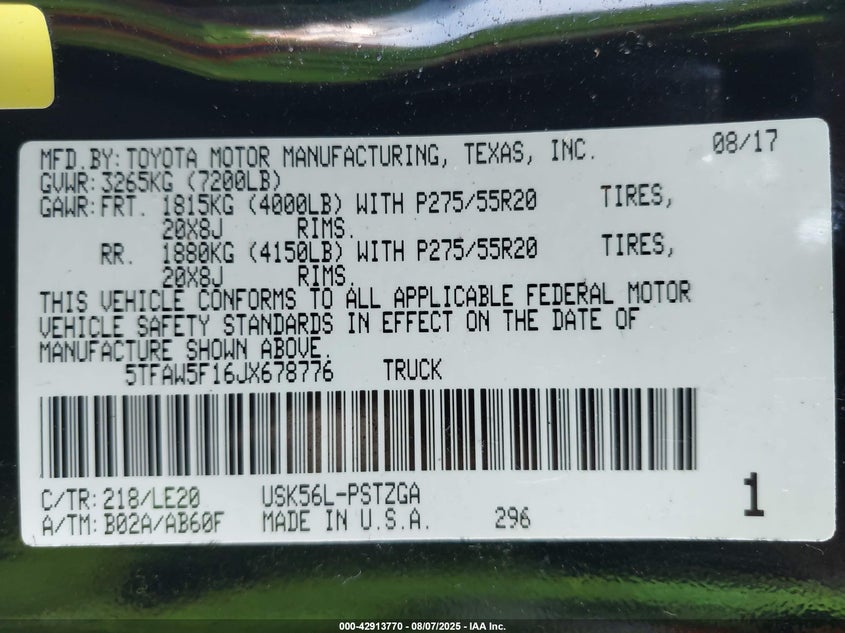 MFD.BY: TOYOTA MOTOR MANUFACTURING, TEXAS, INC. 08/17
GVWR: 3265KG (7200LB)
GAWR: FRT. 1815KG (4000LB) WITH P275/55R20 TIRES,
20X8J RIMS.
RR. 1880KG (4150LB) WITH P275/55R20 TIRES,
20X8J RIMS.
THIS VEHICLE CONFORMS TO ALL APPLICABLE FEDERAL MOTOR
VEHICLE SAFETY STANDARDS IN EFFECT ON THE DATE OF
MANUFACTURE SHOWN ABOVE.
5TFAW5F16JX678776 TRUCK
C/TR: 218/LE20 USK56L-PSTZGA 1
A/TM: B02A/AB60F MADE IN U.S.A. 296
000-42913770 - 08/07/2025 - IAA Inc.